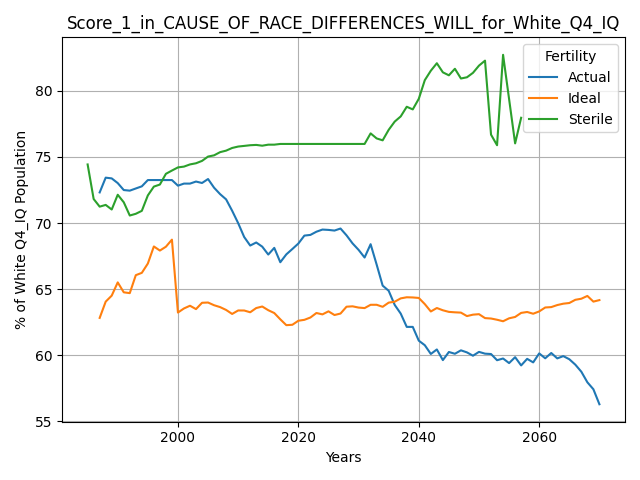 Score_1_in_CAUSE_OF_RACE_DIFFERENCES_WILL_for_White_Q4_IQ
Fertility
Actual
Ideal
Sterile
80
75
70
65
60
55
% of White Q4_IQ Population
2000
2020
2040
2060
Years